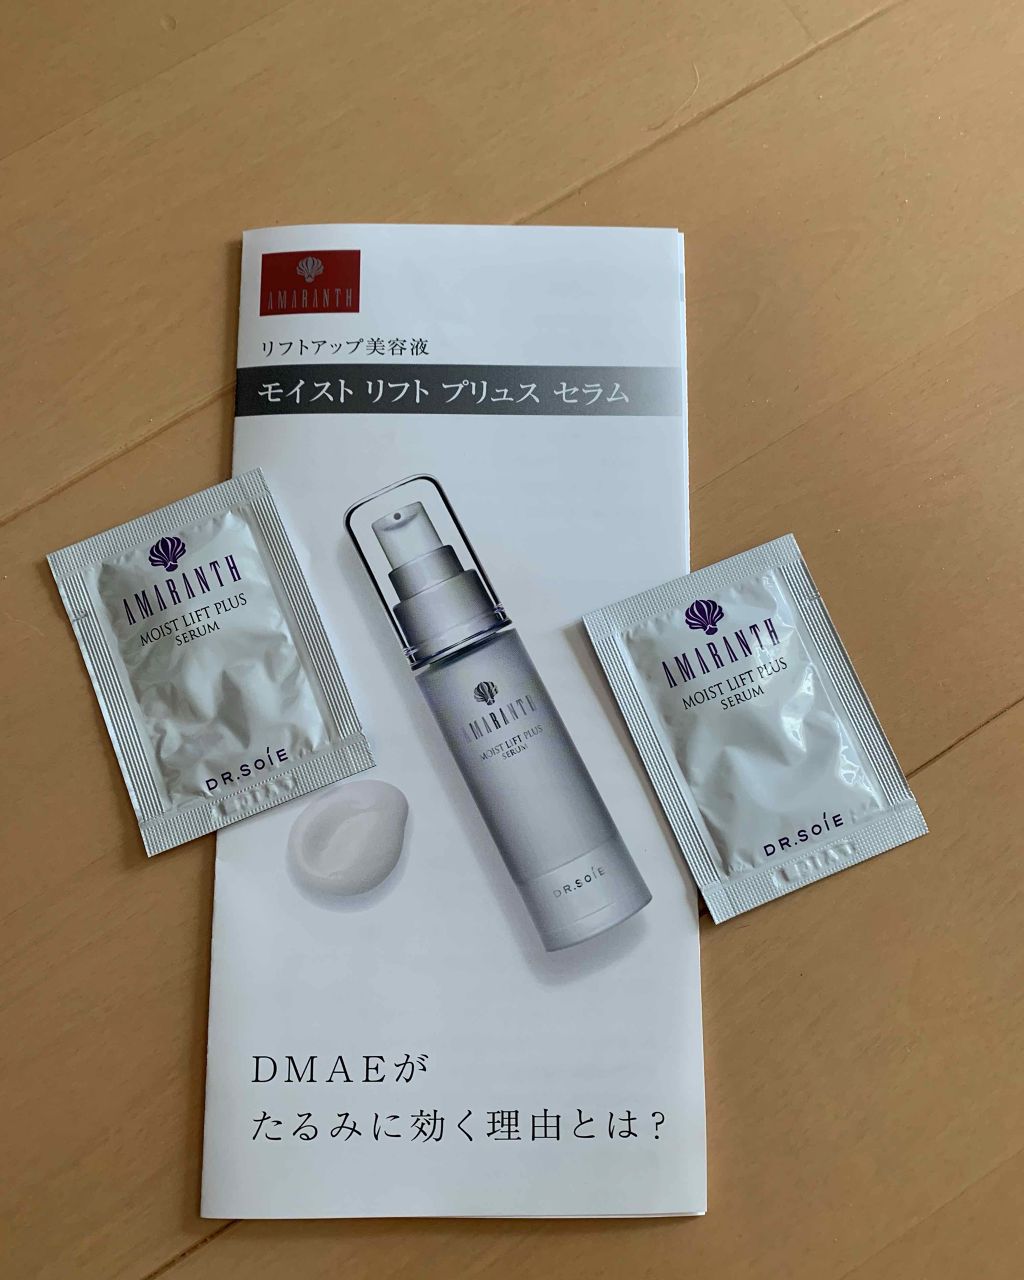 AMARANTH
リフトアップ美容液
モイスト リフト プリュス セラム
AMARANTH
MOIST LIFT PLUS
SERUM
DR.SOIE
AMARANTH
MOIST LIFT PLUS
SERUM
DR.SOIE
AMARANTH
MOIST LIFT PLUS
SERUM
DR.SOIE
DMAEが
たるみに効く理由とは？